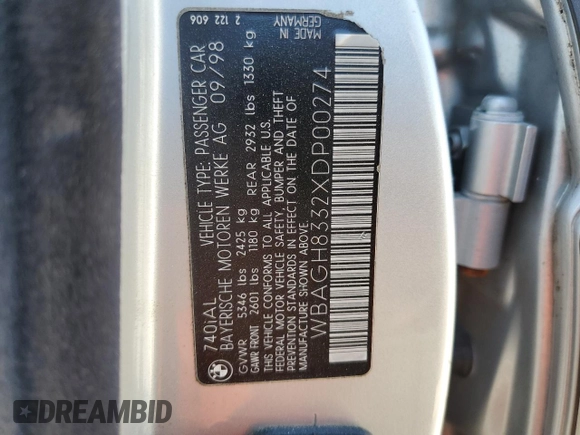 740iAL VEHICLE TYPE: PASSENGER CAR MADE IN GERMANY 2 122 606
BAYERISCHE MOTOREN WERKE AG 09/98
GVWR 5346 lbs 2425 kg
GAWR FRONT 2601 lbs 1180 kg REAR 2932 lbs 1330 kg
THIS VEHICLE CONFORMS TO ALL APPLICABLE U.S.
FEDERAL MOTOR VEHICLE SAFETY, BUMPER AND THEFT
PREVENTION STANDARDS IN EFFECT ON THE DATE OF
MANUFACTURE SHOWN ABOVE.
WBAGH8332XDP00274
DREAMBID